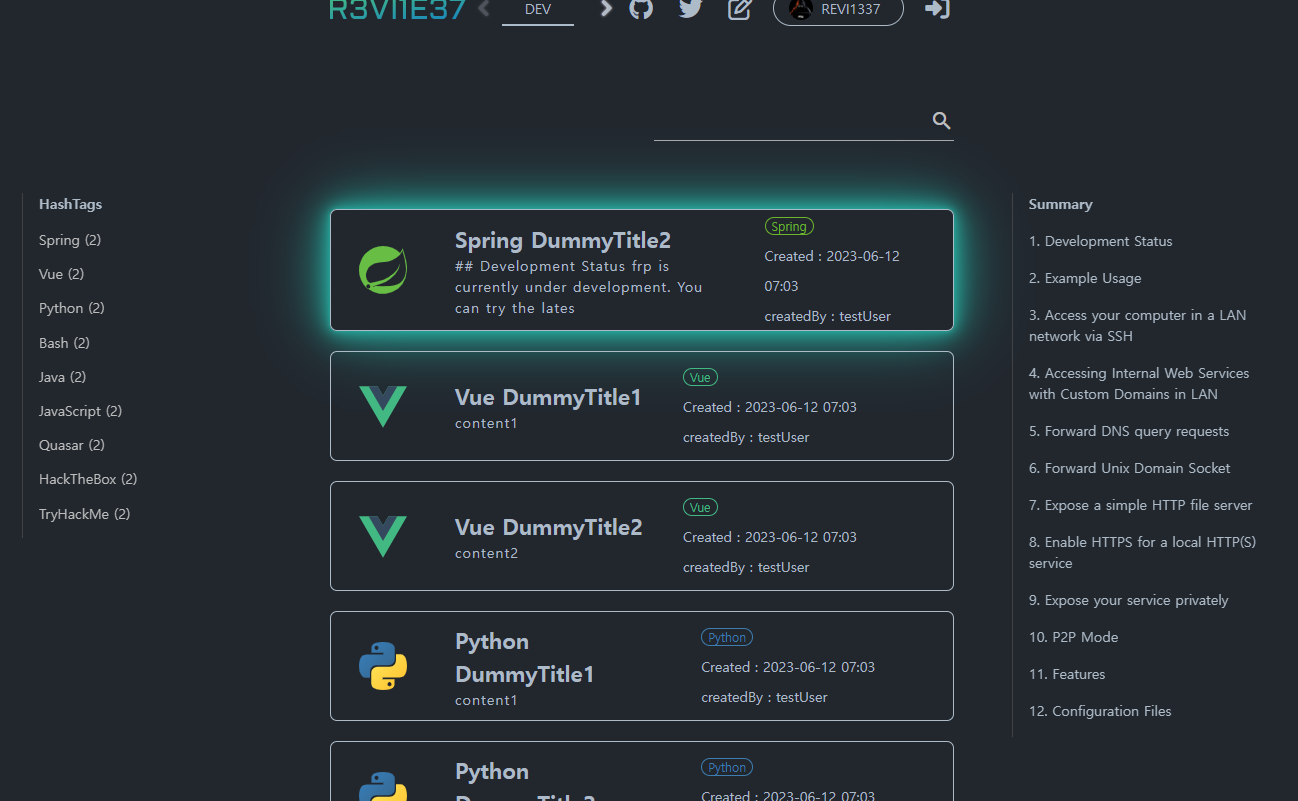 R3VI1E37
DEV
REVI1337
HashTags
Spring (2)
Vue (2)
Python (2)
Bash (2)
Java (2)
JavaScript (2)
Quasar (2)
HackTheBox (2)
TryHackMe (2)
Spring DummyTitle2
## Development Status frp is
currently under development. You
can try the lates
Spring
Created : 2023-06-12
07:03
createdBy : testUser
Vue DummyTitle1
content1
Vue
Created : 2023-06-12 07:03
createdBy : testUser
Vue DummyTitle2
content2
Vue
Created : 2023-06-12 07:03
createdBy : testUser
Python
DummyTitle1
content1
Python
Created : 2023-06-12 07:03
createdBy : testUser
Python
DummyTitle2
Python
Created : 2023-06-12 07:03
Summary
1. Development Status
2. Example Usage
3. Access your computer in a LAN
network via SSH
4. Accessing Internal Web Services
with Custom Domains in LAN
5. Forward DNS query requests
6. Forward Unix Domain Socket
7. Expose a simple HTTP file server
8. Enable HTTPS for a local HTTP(S)
service
9. Expose your service privately
10. P2P Mode
11. Features
12. Configuration Files